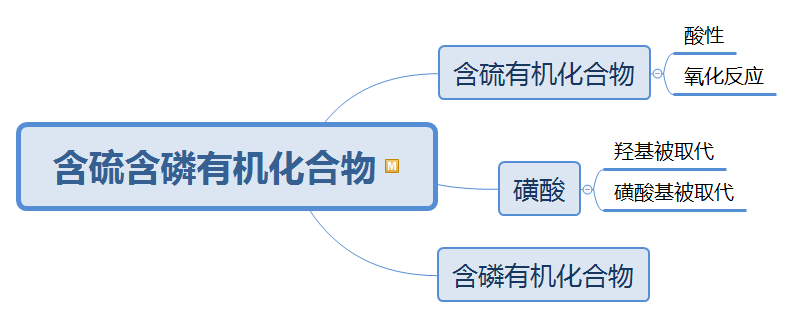 酸性
含硫有机化合物
氧化反应
含硫含磷有机化合物 M
羟基被取代
磺酸
磺酸基被取代
含磷有机化合物